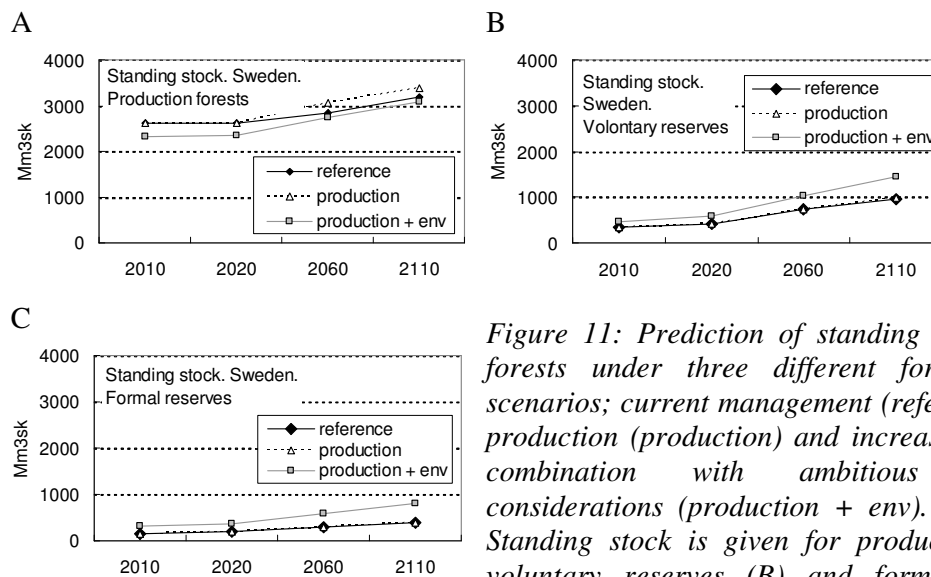 A
4000
3000
2000
1000
0
Mm3sk
Standing stock. Sweden.
Production forests
reference
production
production + env
2010 2020 2060 2110
B
4000
3000
2000
1000
0
Mm3sk
Standing stock.
Sweden.
Volontary reserves
reference
production
production + env
2010 2020 2060 2110
C
4000
3000
2000
1000
0
Mm3sk
Standing stock. Sweden.
Formal reserves
reference
production
production + env
2010 2020 2060 2110
Figure 11: Prediction of standing
forests under three different for
scenarios; current management (refe
production (production) and increas
combination with ambitious
considerations (production + env).
Standing stock is given for produc
voluntary reserves (B) and form